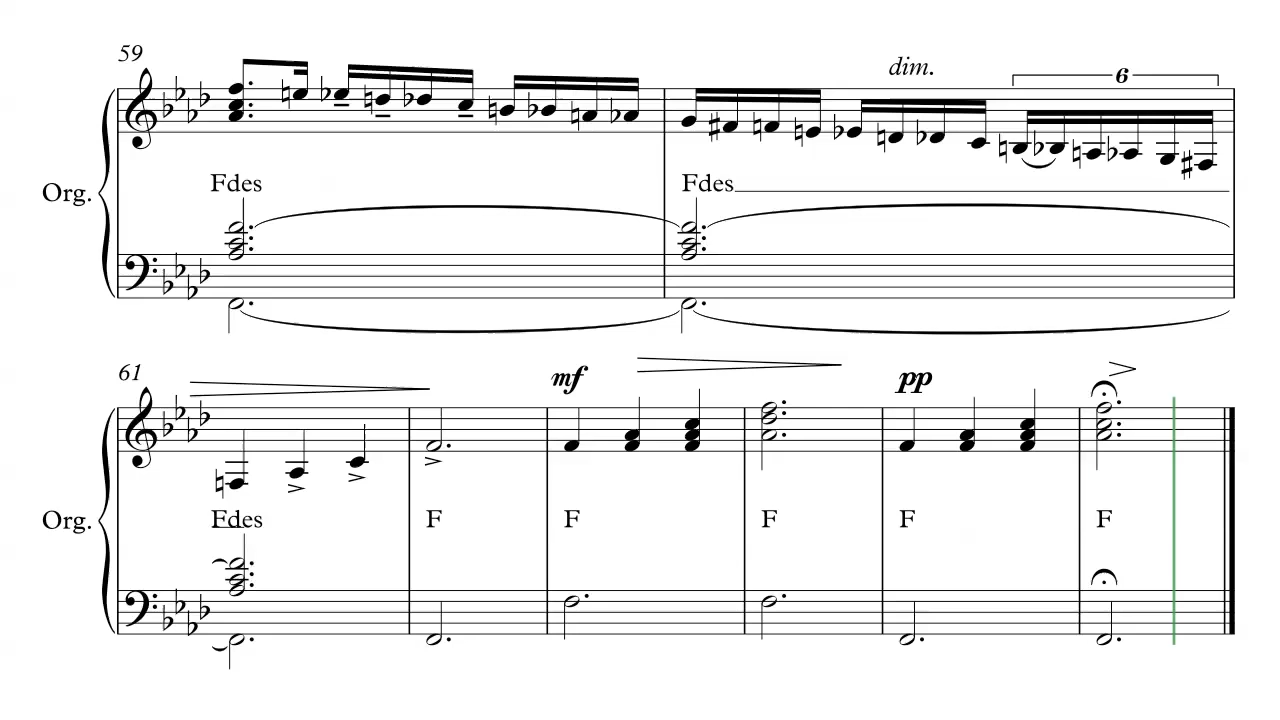 59
dim.
6
Org.
Fdes Fdes
61
mf pp
Org.
Fdes F F F F F